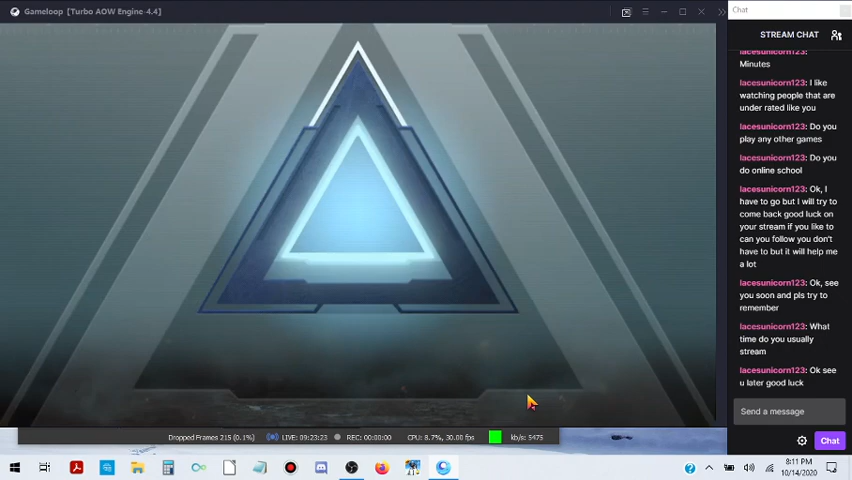 Gameloop [Turbo AOW Engine-4.4]
Chat
STREAM CHAT
lacesunicorn123:
Minutes
lacesunicorn123: I like
watching people that are
under rated like you
lacesunicorn123: Do you
play any other games
lacesunicorn123: Do you
do online school
lacesunicorn123: Ok, I
have to go but I will try to
come back good luck on
your stream if you like to
can you follow you don't
have to but it will help me
a lot
lacesunicorn123: Ok, see
you soon and pls try to
remember
lacesunicorn123: What
time do you usually
stream
lacesunicorn123: Ok see
u later good luck
Send a message
Chat
Dropped Frames 215 (0.1%) LIVE: 09:23:23 REC: 00:00:00 CPU: 8.7%, 30.00 fps kb/s: 5475
8:11 PM
10/14/2020